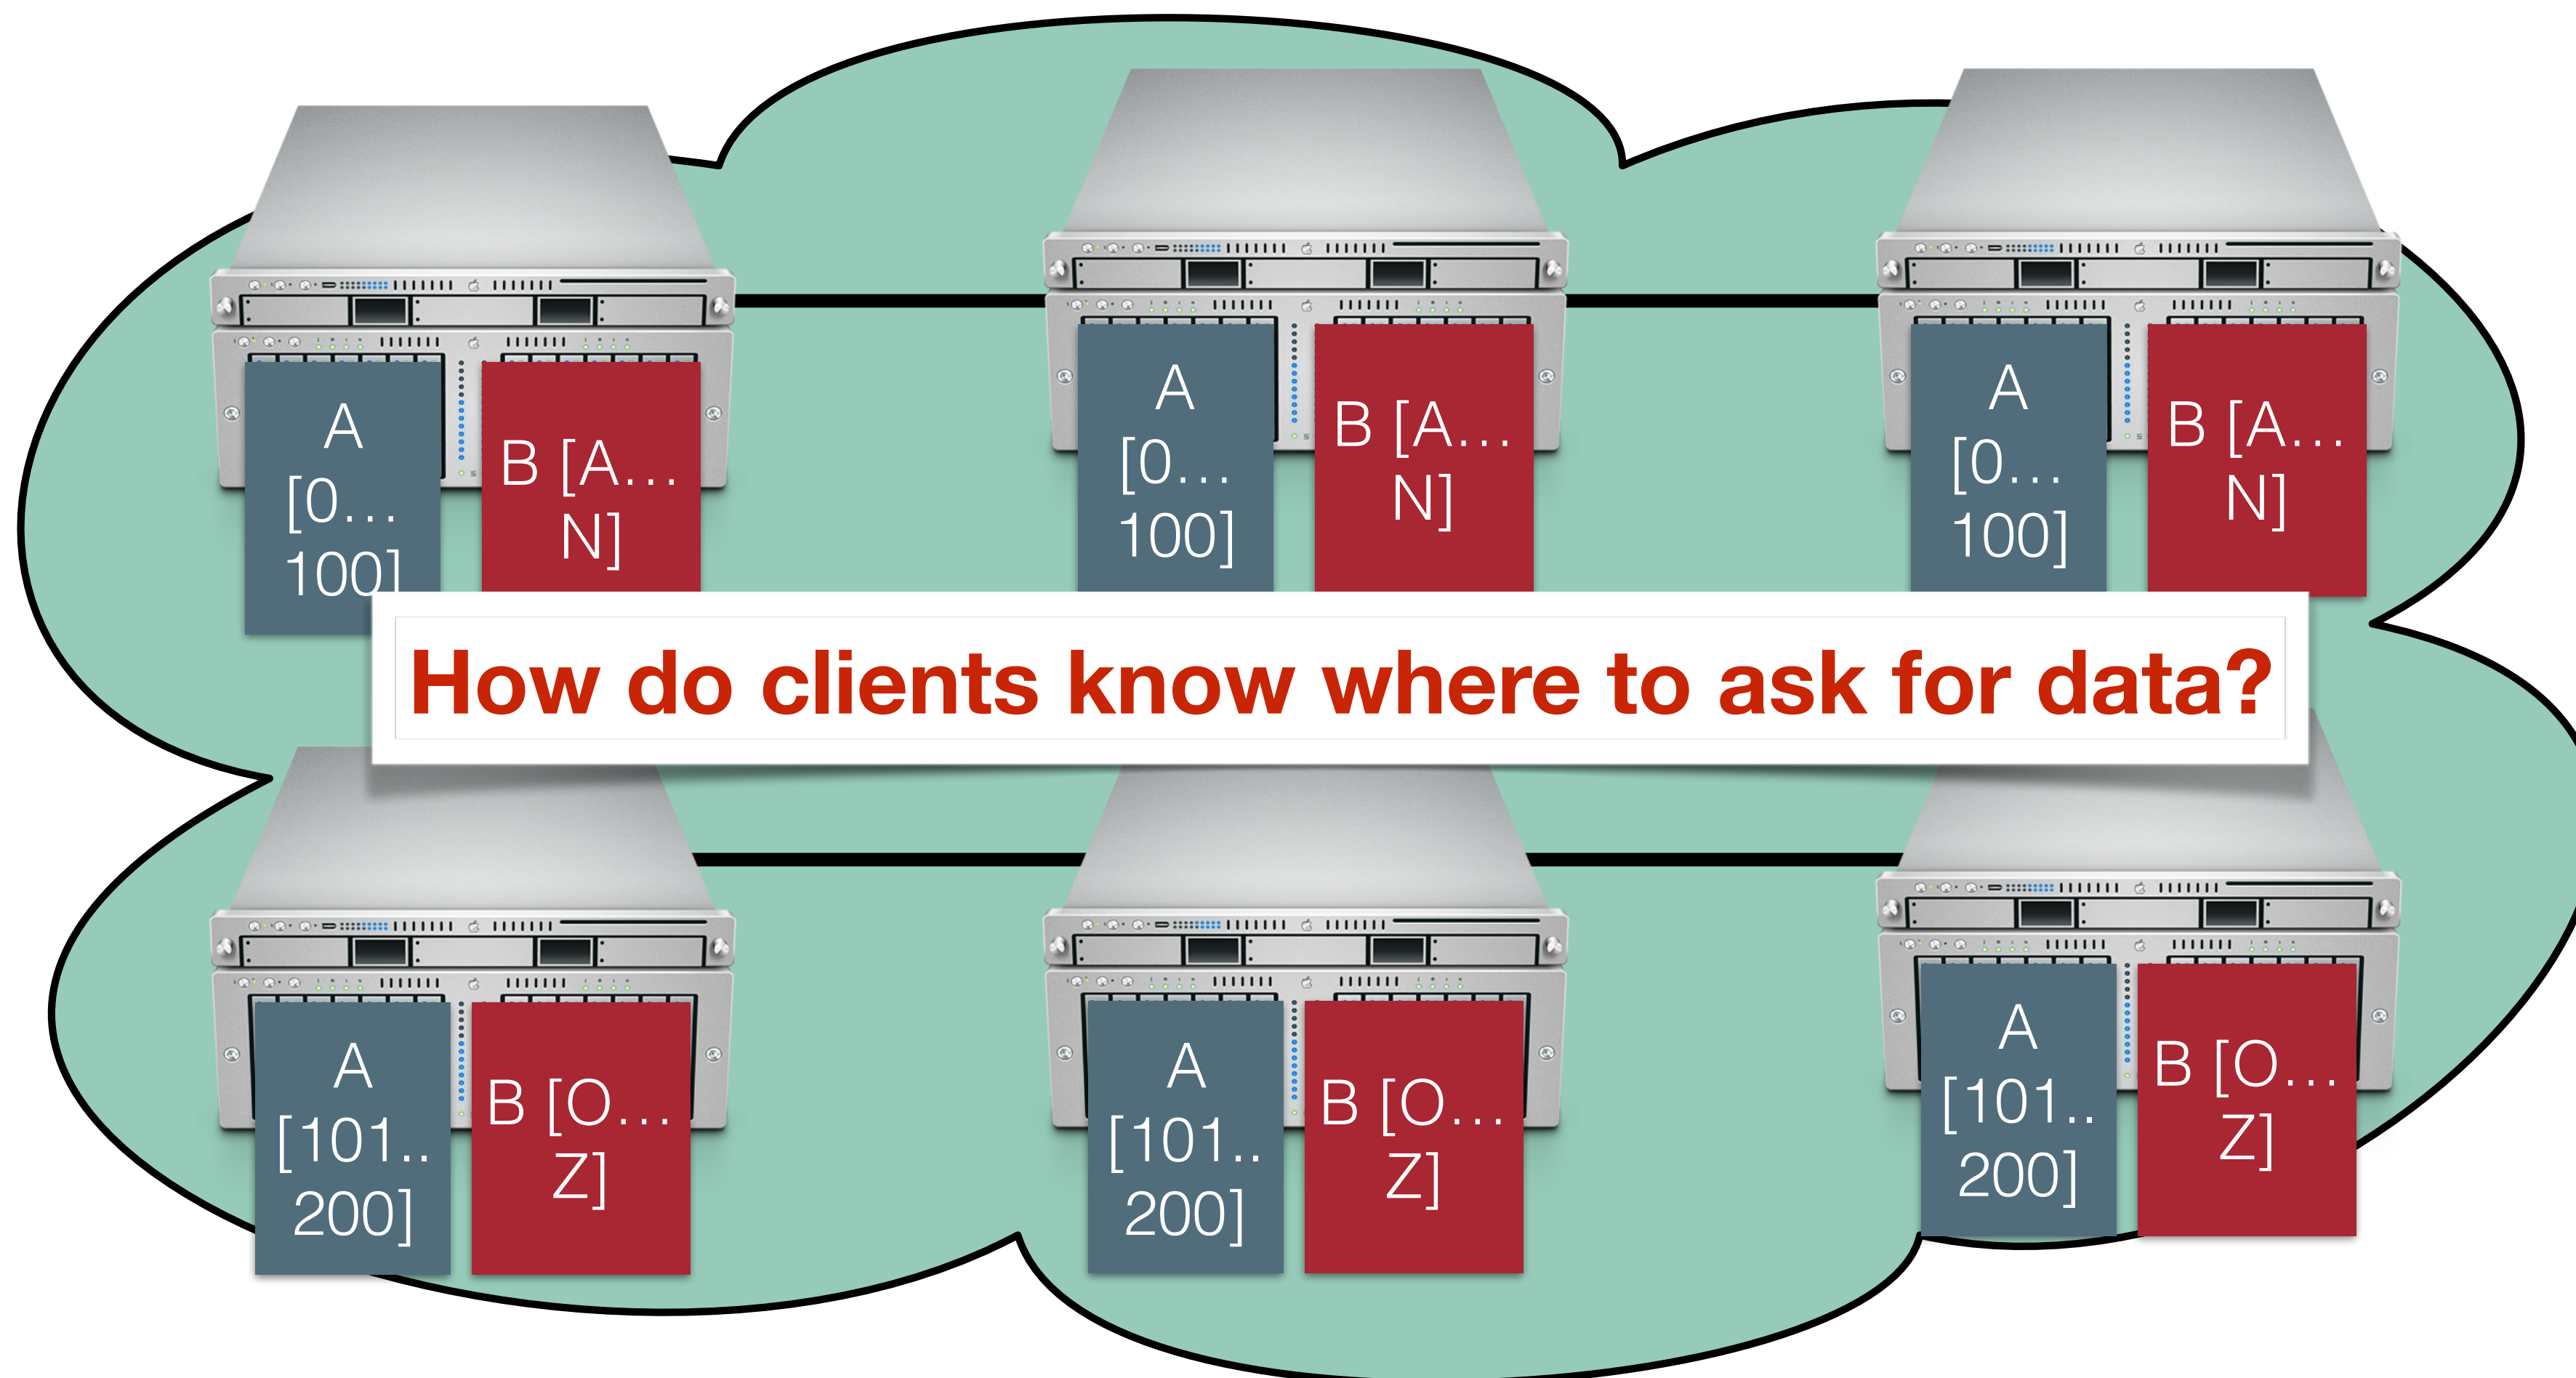 A
[0...
100]
B [A...
N]
A
[0...
100]
B [A...
N]
A
[0...
100]
B [A...
N]
How do clients know where to ask for data?
A
[101..
200]
B [O...
Z]
A
[101..
200]
B [O...
Z]
A
[101..
200]
B [O...
Z]